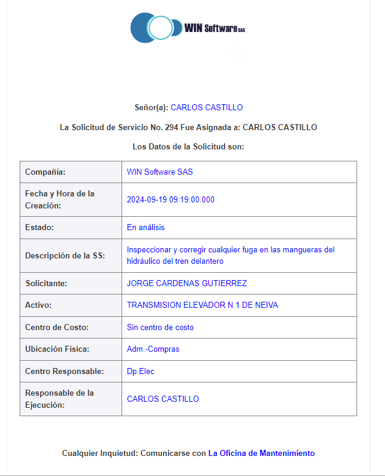 WIN Software SAS
Señor(a): CARLOS CASTILLO
La Solicitud de Servicio No. 294 Fue Asignada a: CARLOS CASTILLO
Los Datos de la Solicitud son:
Compañia: WIN Software SAS
Fecha y Hora de la
Creación: 2024-09-19 09:19:00.000
Estado: En análisis
Descripción de la SS: Inspeccionar y corregir cualquier fuga en las mangueras del
hidráulico del tren delantero
Solicitante: JORGE CARDENAS GUTIERREZ
Activo: TRANSMISION ELEVADOR N.1 DE NEIVA
Centro de Costo: Sin centro de costo
Ubicación Física: Adm.-Compras
Centro Responsable: Dp.Elec
Responsable de la
Ejecución: CARLOS CASTILLO
Cualquier Inquietud: Comunicarse con La Oficina de Mantenimiento